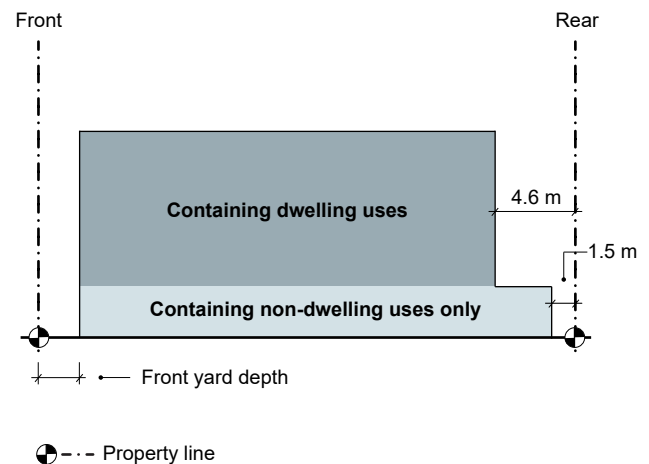 Front
Rear
Containing dwelling uses
4.6 m
1.5 m
Containing non-dwelling uses only
Front yard depth
Property line